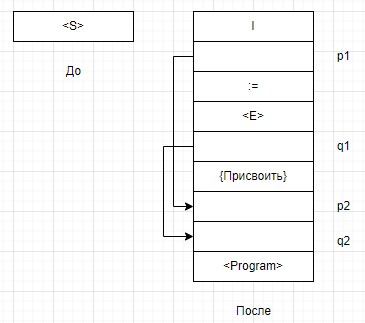 <S>
До
I
p1
:=
<E>
q1
{Присвоить}
p2
q2
<Program>
После